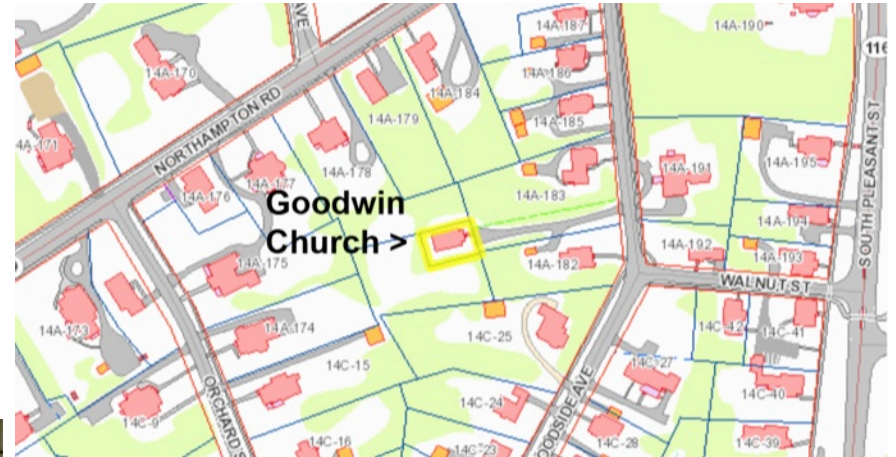 AVE
14A-187
14A-190
116
14A-170
14A-186
14A-184
14A-179
4A-171
NORTHAMPTON RD
14A-185
14A-178
14A-195
14A-191
14A-177
14A-176
14A-183
SOUTH PLEASANT ST
Goodwin
Church >
14A-194
14A-192
14A-193
14A-175
14A-182
WALNUT ST
14A-173
14A-174
14C-25
14C-42
14C-41
14C-15
14C-27
14C-40
14C-24
ORCHARD S
OODSIDE AVE
14C-9
14C-16
14C-23
14C-28
14C-39